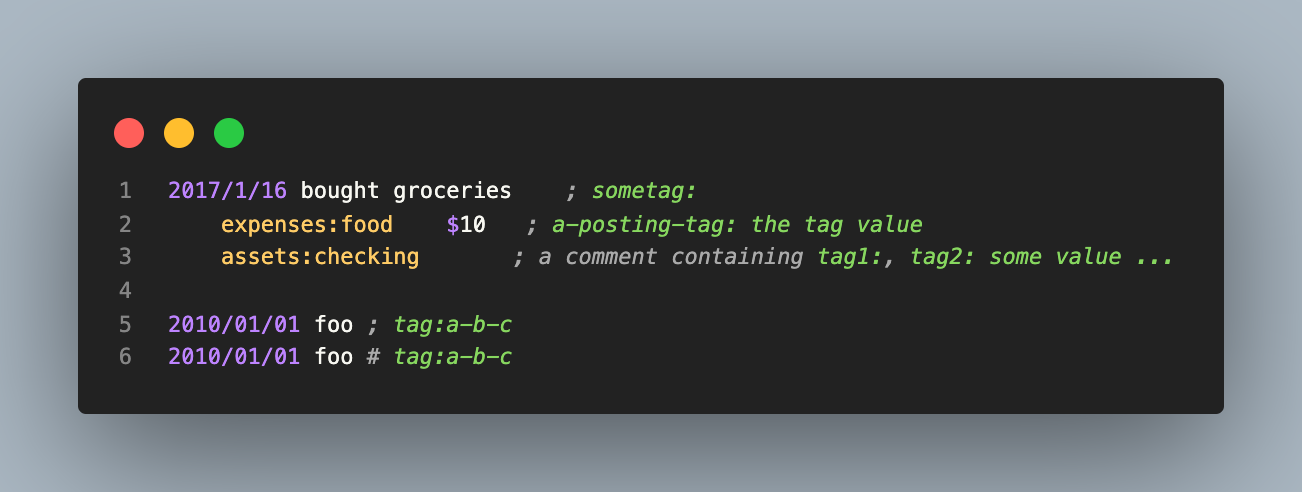 1 2017/1/16 bought groceries    ; sometag:
2     expenses:food    $10   ; a-posting-tag: the tag value
3     assets:checking       ; a comment containing tag1:, tag2: some value ...
4
5 2010/01/01 foo ; tag:a-b-c
6 2010/01/01 foo # tag:a-b-c